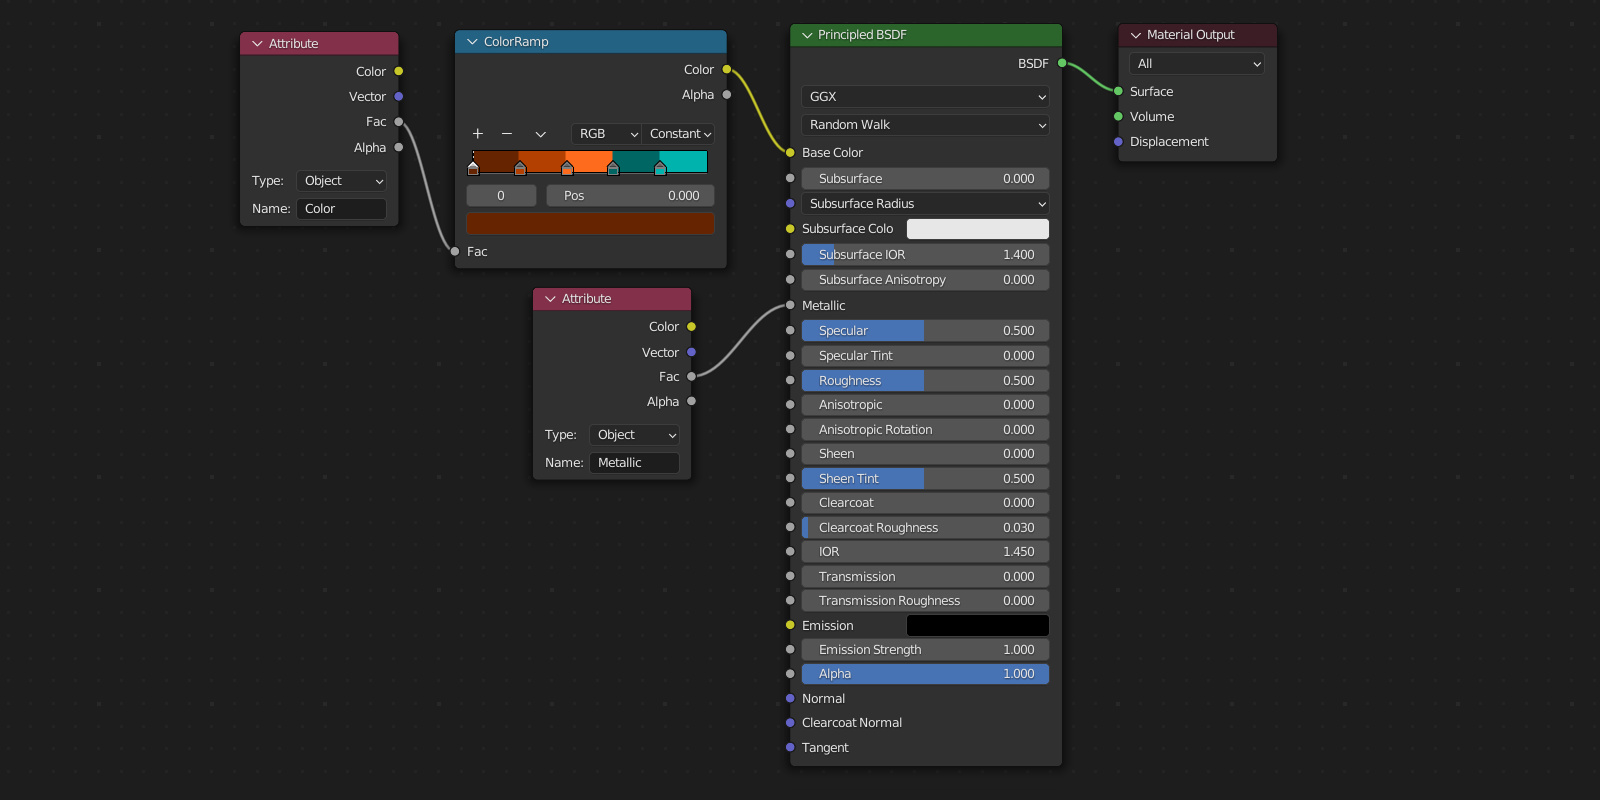 Attribute
Color
Vector
Fac
Alpha
Type: Object
Name: Color
ColorRamp
Color
Alpha
RGB Constant
0 Pos 0.000
Fac
Attribute
Color
Vector
Fac
Alpha
Type: Object
Name: Metallic
Principled BSDF
BSDF
GGX
Random Walk
Base Color
Subsurface 0.000
Subsurface Radius
Subsurface Colo
Subsurface IOR 1.400
Subsurface Anisotropy 0.000
Metallic
Specular 0.500
Specular Tint 0.000
Roughness 0.500
Anisotropic 0.000
Anisotropic Rotation 0.000
Sheen 0.000
Sheen Tint 0.500
Clearcoat 0.000
Clearcoat Roughness 0.030
IOR 1.450
Transmission 0.000
Transmission Roughness 0.000
Emission
Emission Strength 1.000
Alpha 1.000
Normal
Clearcoat Normal
Tangent
Material Output
All
Surface
Volume
Displacement